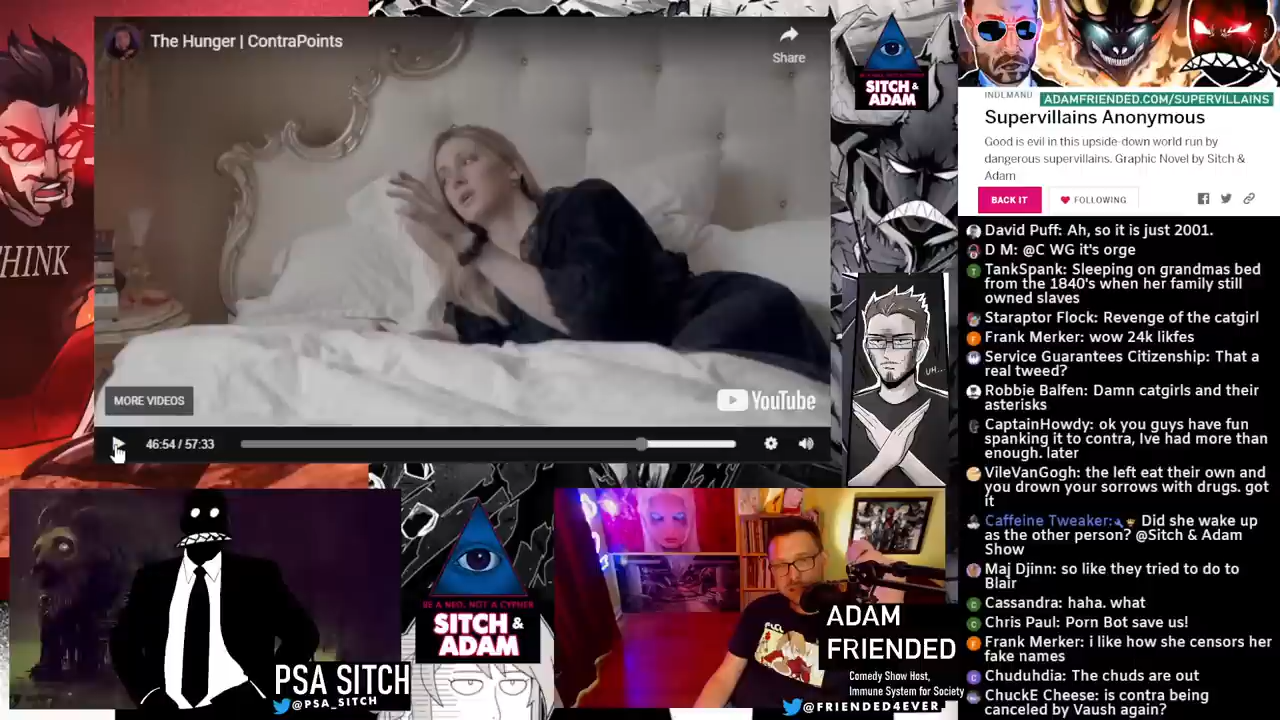 The Hunger | ContraPoints
Share
MORE VIDEOS
YouTube
46:54 / 57:33
THINK
BE A NEO, NOT A CYPHER
SITCH &
ADAM
UH...
INDEMAND
ADAMFRIENDED.COM/SUPERVILLAINS
Supervillains Anonymous
Good is evil in this upside-down world run by
dangerous supervillains. Graphic Novel by Sitch &
Adam
BACK IT
FOLLOWING
David Puff: Ah, so it is just 2001.
D M: @C WG it's orge
TankSpank: Sleeping on grandmas bed
from the 1840's when her family still
owned slaves
Staraptor Flock: Revenge of the catgirl
Frank Merker: wow 24k likfes
Service Guarantees Citizenship: That a
real tweed?
Robbie Balfen: Damn catgirls and their
asterisks
CaptainHowdy: ok you guys have fun
spanking it to contra, Ive had more than
enough. later
VileVanGogh: the left eat their own and
you drown your sorrows with drugs. got
it
Caffeine Tweaker: Did she wake up
as the other person? @Sitch & Adam
Show
Maj Djinn: so like they tried to do to
Blair
Cassandra: haha. what
Chris Paul: Porn Bot save us!
Frank Merker: i like how she censors her
fake names
Chuduhdia: The chuds are out
ChuckE Cheese: is contra being
canceled by Vaush again?
PSA SITCH
@PSA_SITCH
BE A NEO, NOT A CYPHER
SITCH &
ADAM
ADAM
FRIENDED
Comedy Show Host,
Immune System for Society
@FRIENDED4EVER